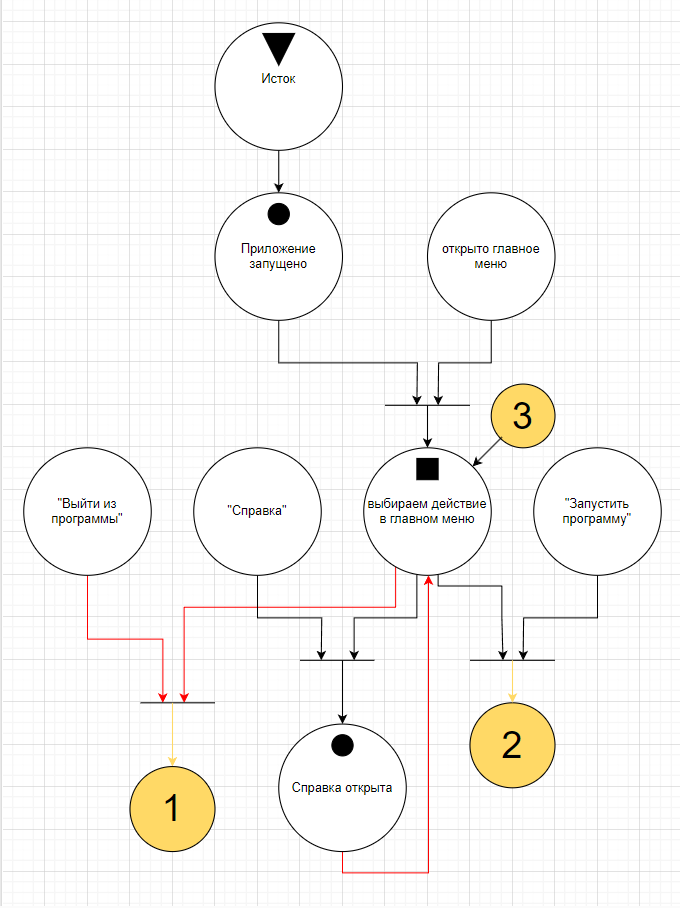 Исток
Приложение
запущено
открыто главное
меню
3
"Выйти из
программы"
"Справка"
выбираем действие
в главном меню
"Запустить
программу"
2
Справка открыта
1